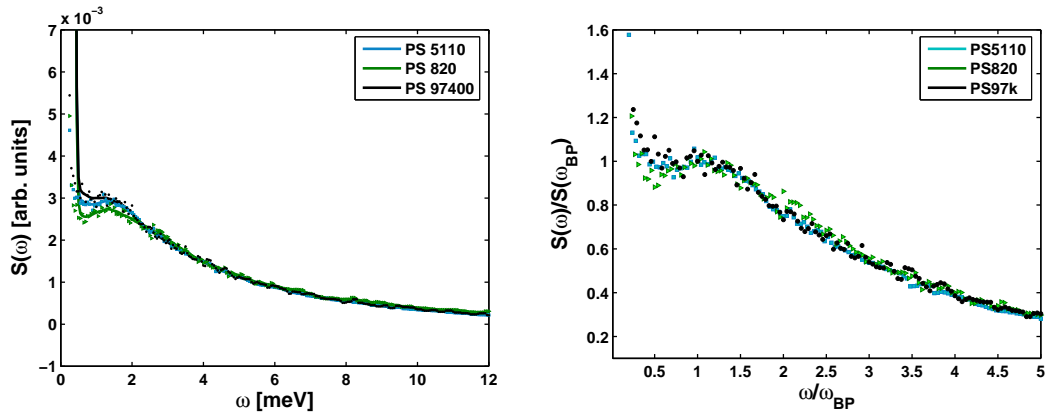 x 10⁻³
7
6
5
4
3
2
1
0
−1
S(ω) [arb. units]
0 2 4 6 8 10 12
ω [meV]
PS 5110
PS 820
PS 97400
1.6
1.4
1.2
1
0.8
0.6
0.4
0.2
S(ω)/S(ω_BP)
0.5 1 1.5 2 2.5 3 3.5 4 4.5 5
ω/ω_BP
PS5110
PS820
PS97k